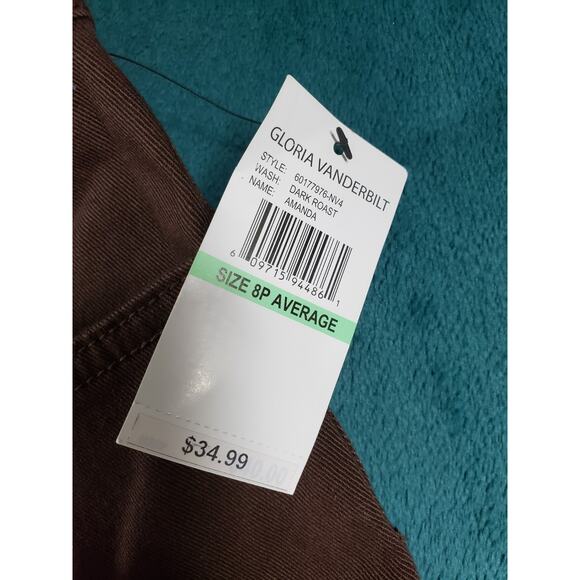 GLORIA VANDERBILT
STYLE: 60177976-NV4
WASH: DARK ROAST
NAME: AMANDA
6 09715 94486 1
SIZE 8P AVERAGE
$34.99